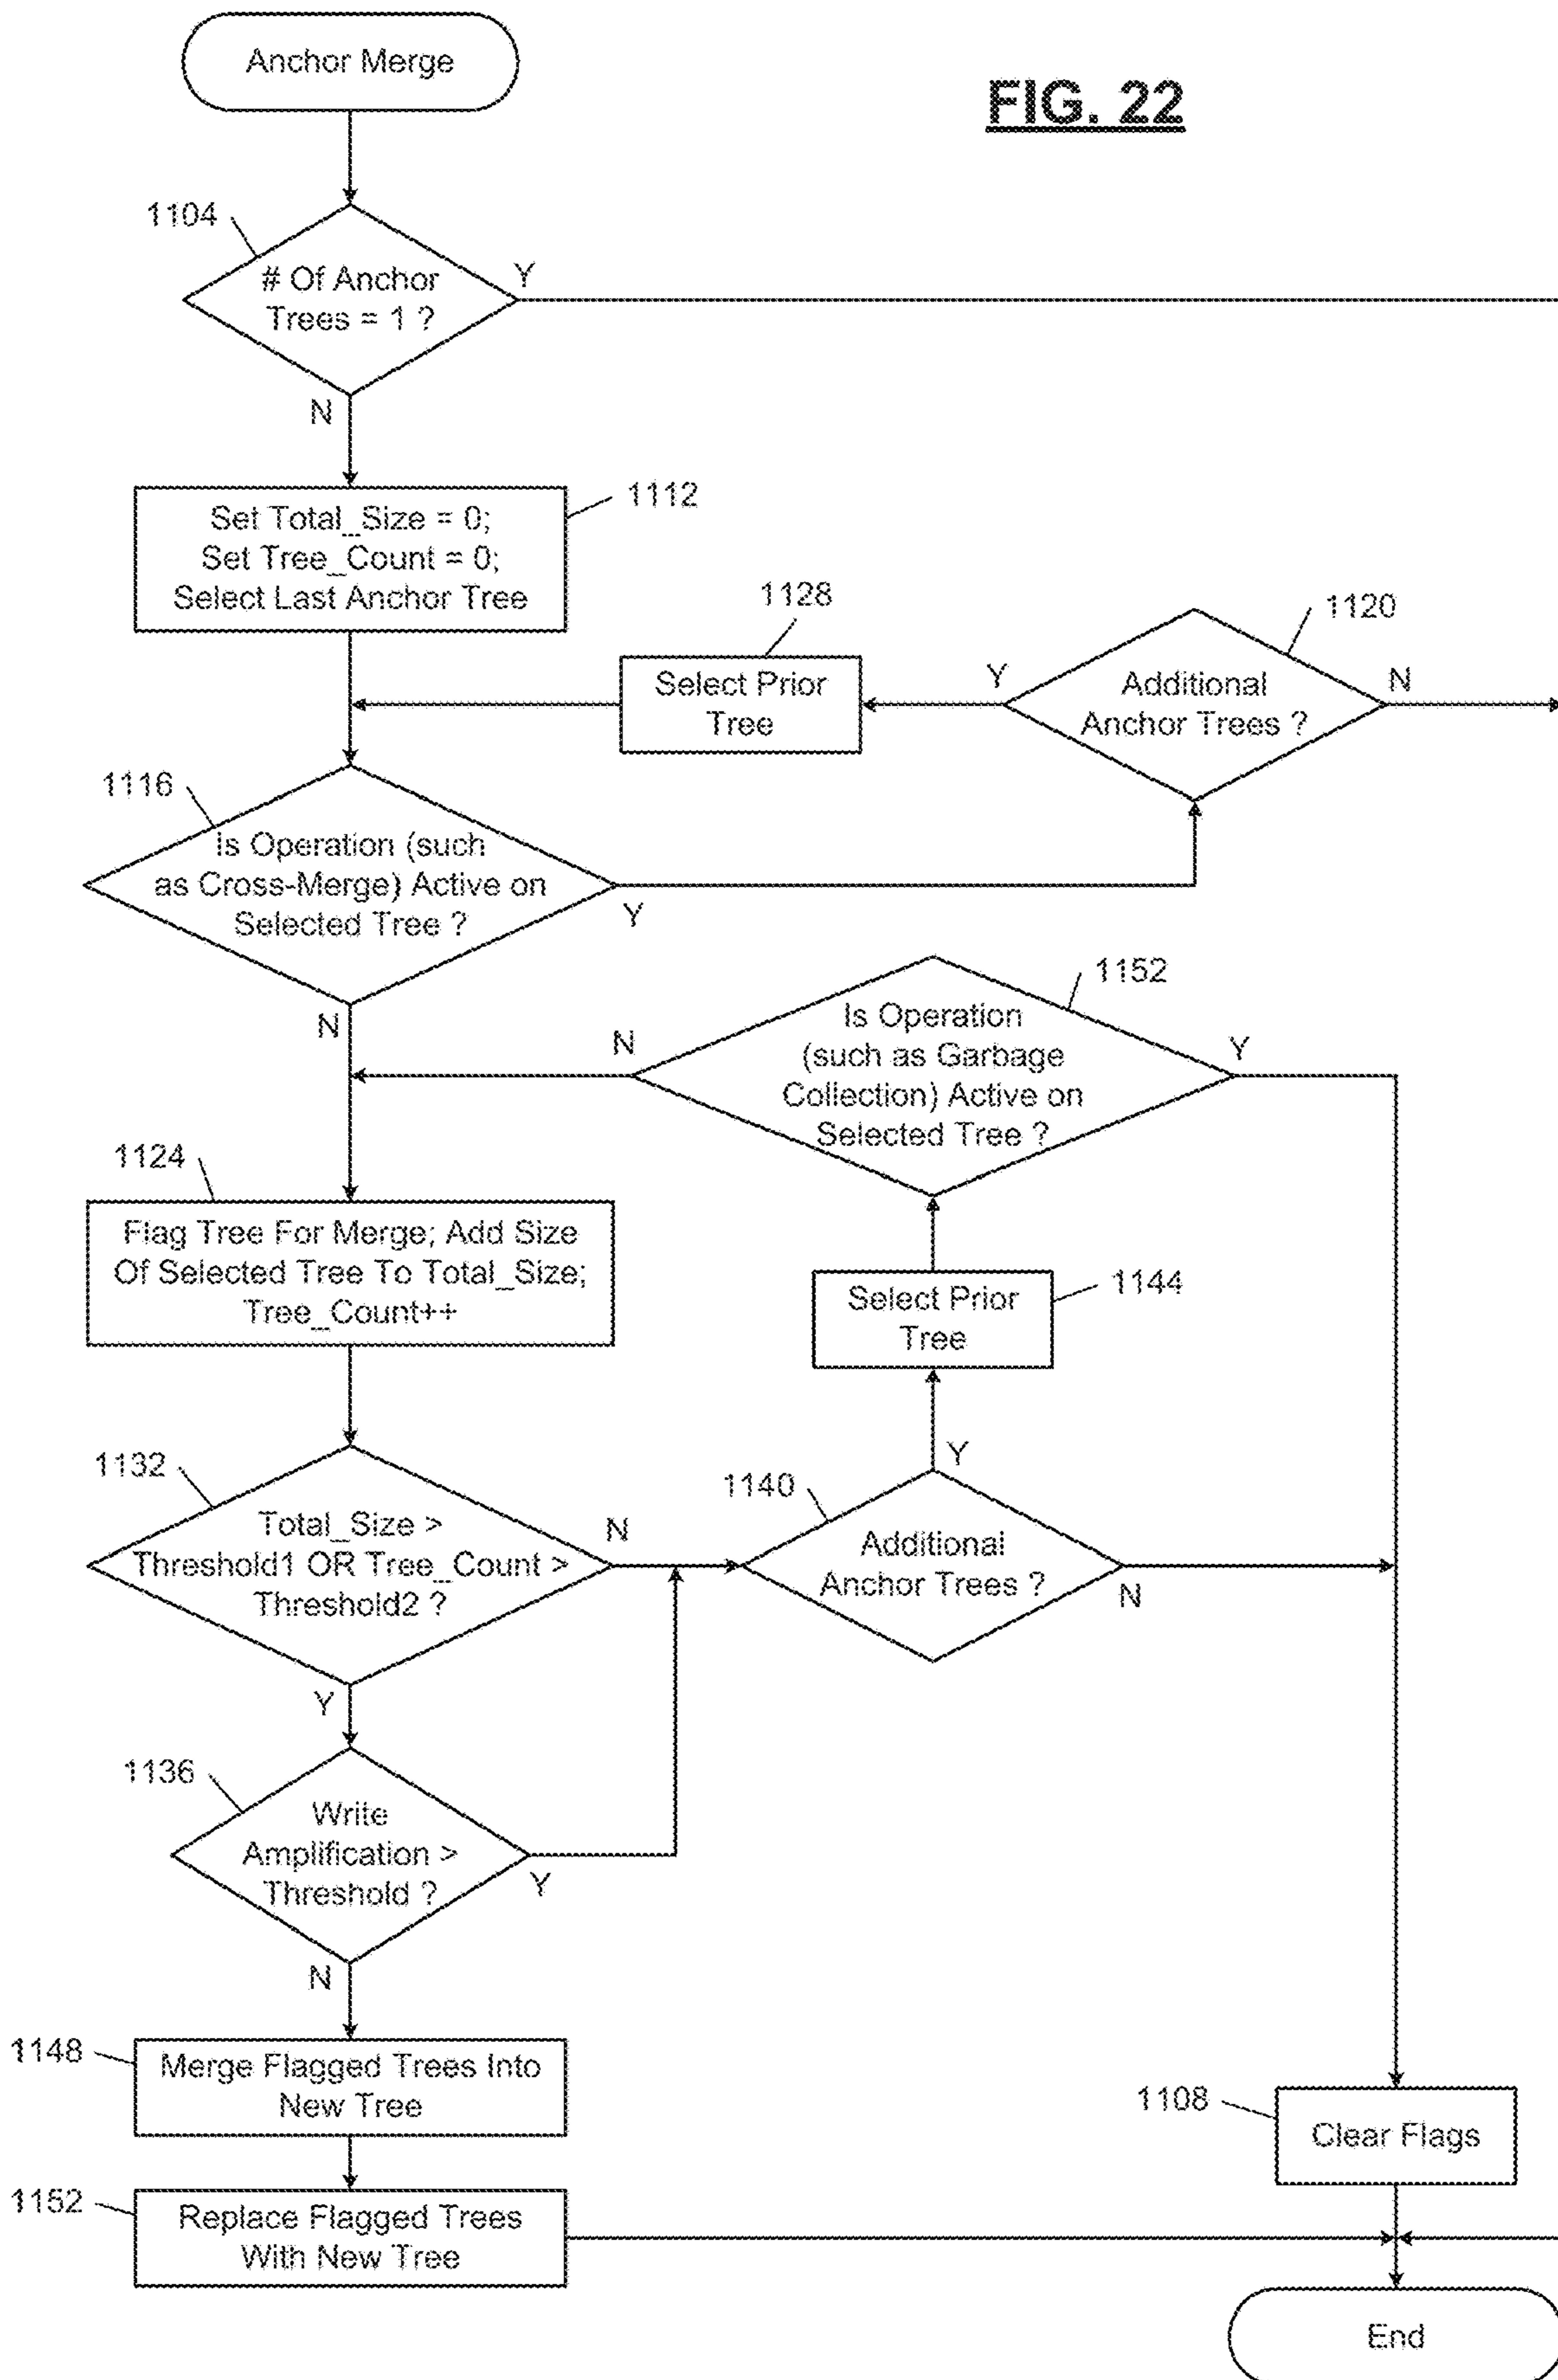 Anchor Merge
FIG. 22
1104
# Of Anchor
Trees = 1 ?
Y
N
1112
Set Total_Size = 0;
Set Tree_Count = 0;
Select Last Anchor Tree
1128
Select Prior
Tree
1120
Additional
Anchor Trees ?
Y
N
1116
Is Operation (such
as Cross-Merge) Active on
Selected Tree ?
Y
N
1152
Is Operation
(such as Garbage
Collection) Active on
Selected Tree ?
N
Y
1124
Flag Tree For Merge; Add Size
Of Selected Tree To Total_Size;
Tree_Count++
1144
Select Prior
Tree
1132
Total_Size >
Threshold1 OR Tree_Count >
Threshold2 ?
N
Y
1140
Additional
Anchor Trees ?
Y
N
1136
Write
Amplification >
Threshold ?
Y
N
1148
Merge Flagged Trees Into
New Tree
1108
Clear Flags
1152
Replace Flagged Trees
With New Tree
End